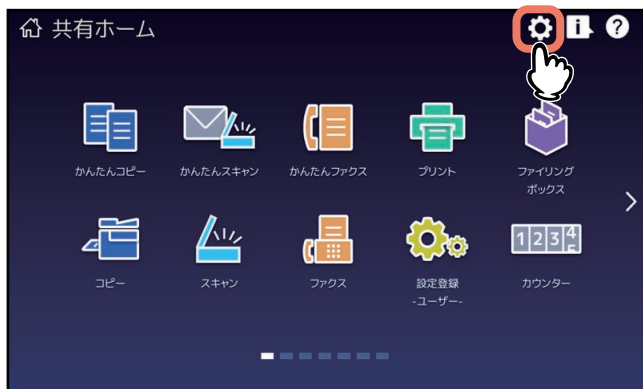 共有ホーム
かんたんコピー
かんたんスキャン
かんたんファクス
プリント
ファイリング
ボックス
コピー
スキャン
ファクス
設定登録
-ユーザー-
1234
カウンター